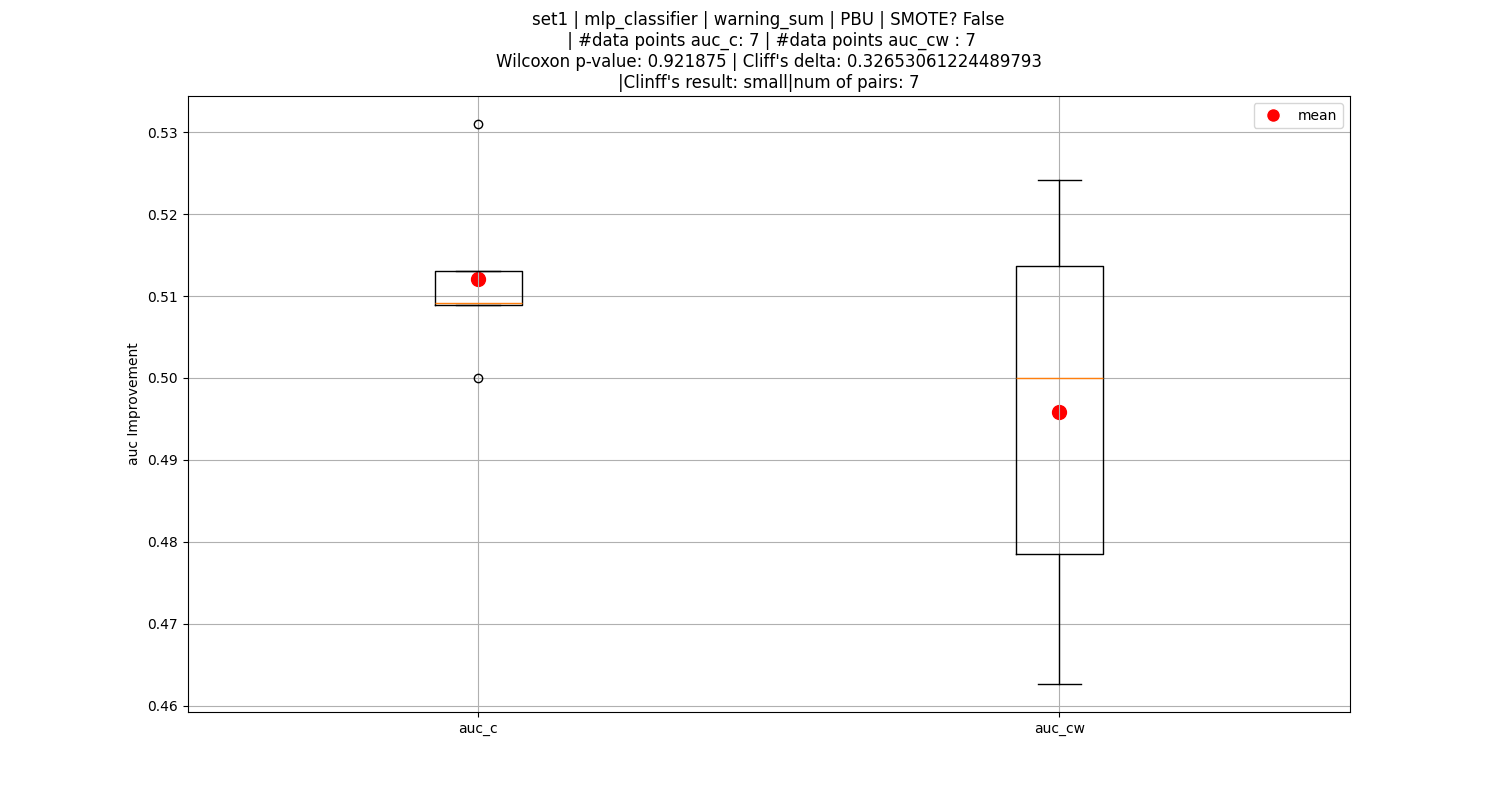 set1 | mlp_classifier | warning_sum | PBU | SMOTE? False
| #data points auc_c: 7 | #data points auc_cw : 7
Wilcoxon p-value: 0.921875 | Cliff's delta: 0.32653061224489793
|Clinff's result: small|num of pairs: 7
mean
0.53
0.52
0.51
0.50
0.49
0.48
0.47
0.46
auc Improvement
auc_c
auc_cw